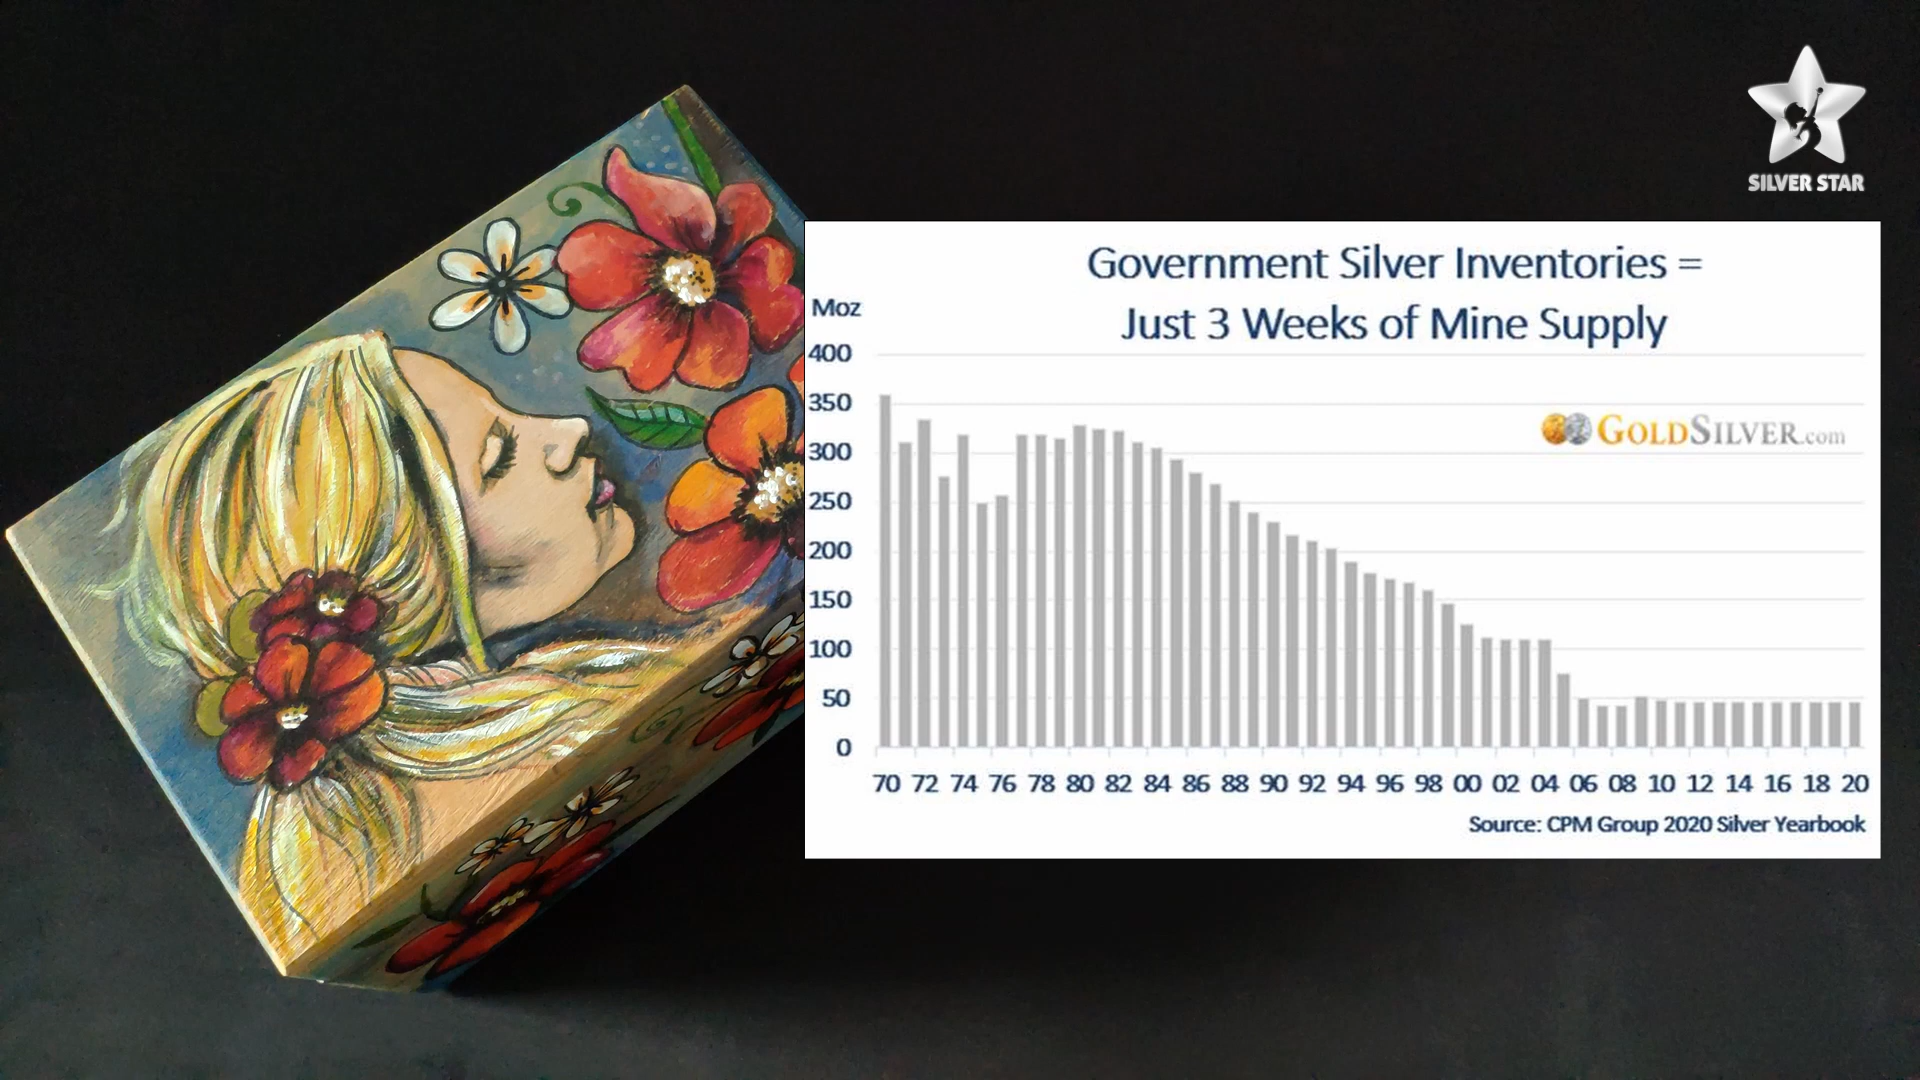 SILVER STAR
Government Silver Inventories =
Just 3 Weeks of Mine Supply
Moz
GOLDSILVER.com
400
350
300
250
200
150
100
50
0
70 72 74 76 78 80 82 84 86 88 90 92 94 96 98 00 02 04 06 08 10 12 14 16 18 20
Source: CPM Group 2020 Silver Yearbook